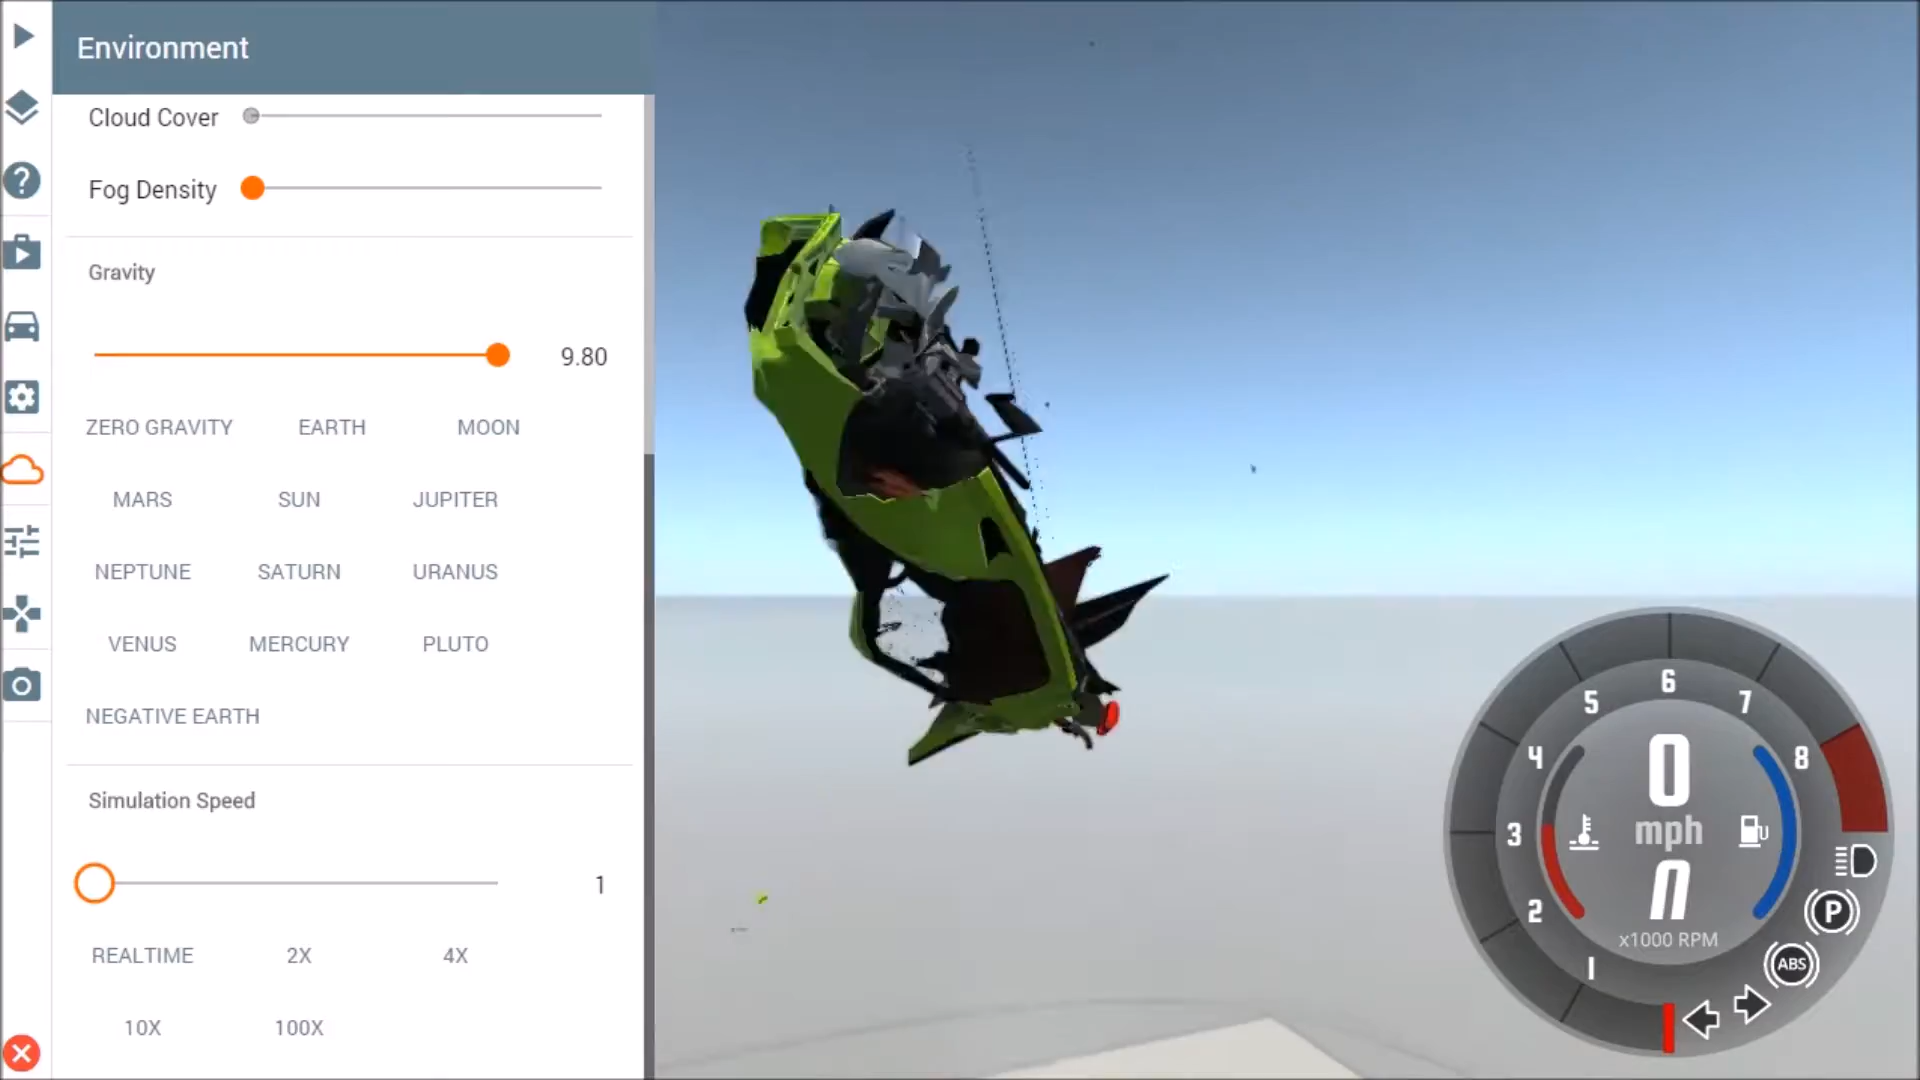 Environment
Cloud Cover
Fog Density
Gravity
9.80
ZERO GRAVITY EARTH MOON
MARS SUN JUPITER
NEPTUNE SATURN URANUS
VENUS MERCURY PLUTO
NEGATIVE EARTH
Simulation Speed
1
REALTIME 2X 4X
10X 100X
1 2 3 4 5 6 7 8
0
mph
n
x1000 RPM
P
ABS